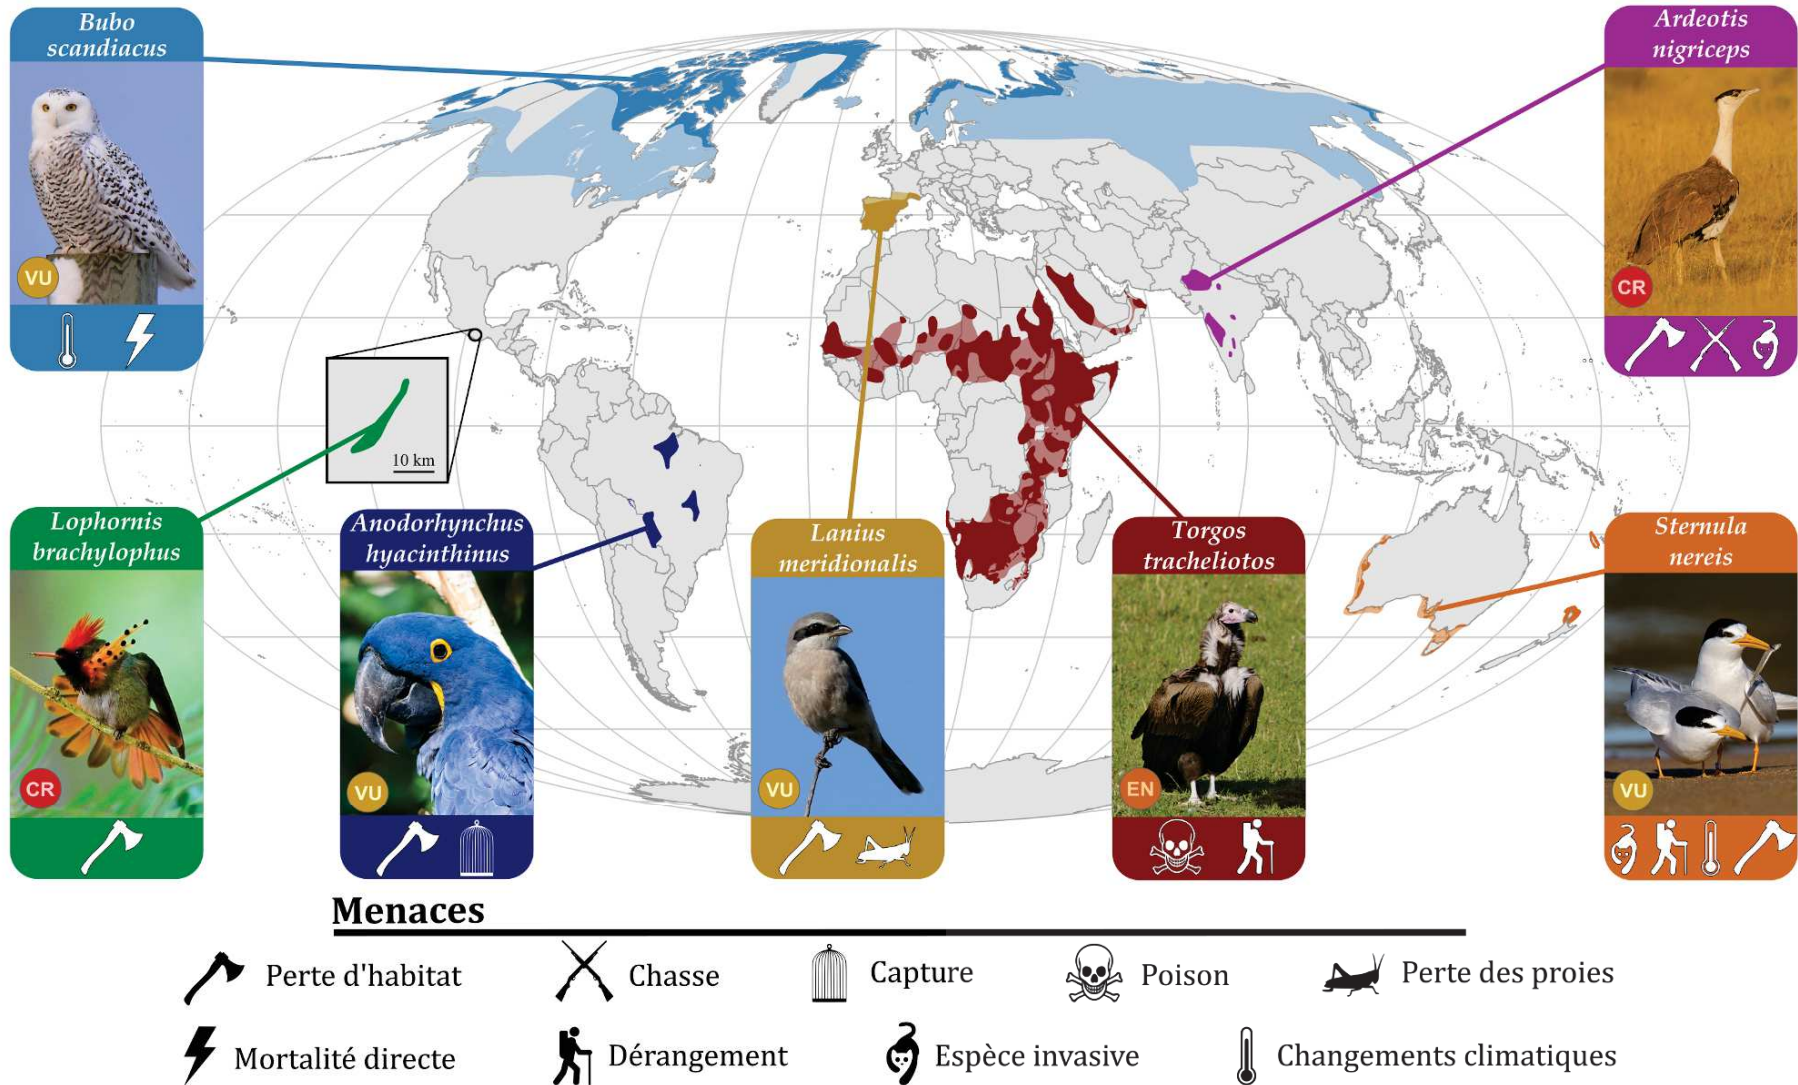 Bubo
scandiacus
VU
Ardeotis
nigriceps
CR
10 km
Lophornis
brachylophus
CR
Anodorhynchus
hyacinthinus
VU
Lanius
meridionalis
VU
Torgos
tracheliotos
EN
Sternula
nereis
VU
Menaces
Perte d'habitat
Chasse
Capture
Poison
Perte des proies
Mortalité directe
Dérangement
Espèce invasive
Changements climatiques